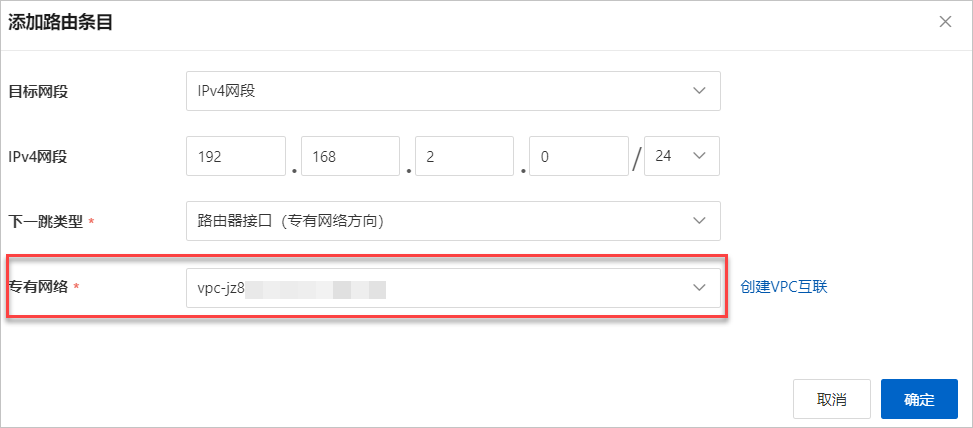 添加路由条目
目标网段 IPv4网段
IPv4网段 192 . 168 . 2 . 0 / 24
下一跳类型 * 路由器接口（专有网络方向）
专有网络 * vpc-jz8 创建VPC互联
取消 确定